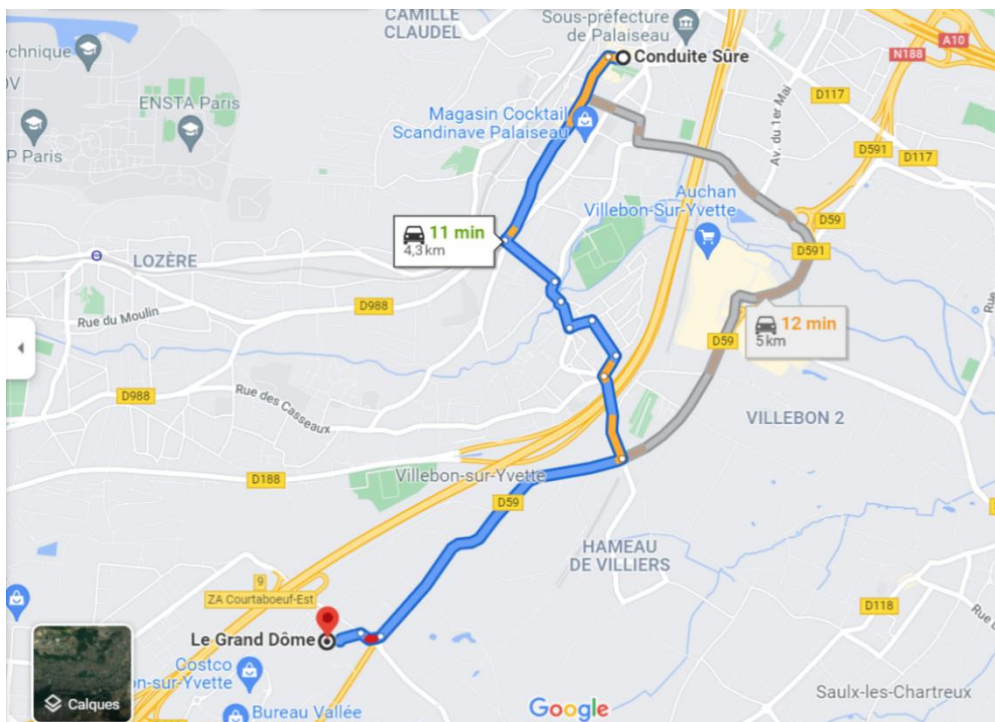 CAMILLE
CLAUDEL
Sous-préfecture
de Palaiseau
A10
N188
echnique
OV
Conduite Sûre
D117
ENSTA Paris
Magasin Cocktail
Scandinave Palaiseau
Av. du 1er Mai
P Paris
D591
D117
Auchan
Villebon-Sur-Yvette
D59
11 min
4,3 km
D591
LOZÈRE
D988
Rue du Moulin
12 min
5 km
D59
Rue
D988
Rue des Casseaux
VILLEBON 2
D188
Villebon-sur-Yvette
D59
HAMEAU
DE VILLIERS
9
ZA Courtaboeuf-Est
D118
Rue
Le Grand Dôme
Costco
on-sur-Yvette
Calques
Bureau Vallée
Google
Saulx-les-Chartreux